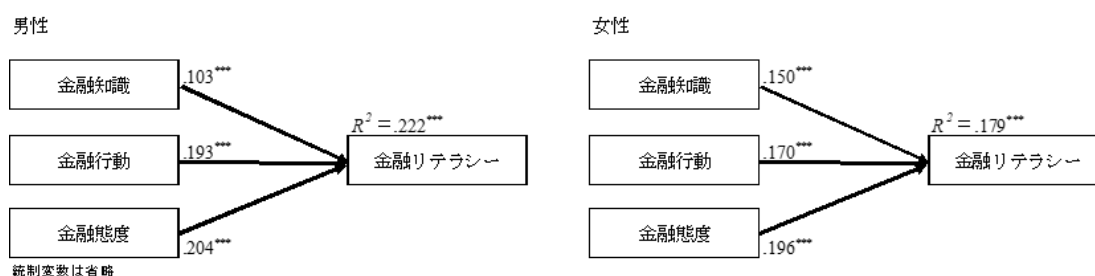 男性
金融知識
.103***
金融行動
.193***
金融態度
.204***
R² = .222***
金融リテラシー
統制変数は省略
女性
金融知識
.150***
金融行動
.170***
金融態度
.196***
R² = .179***
金融リテラシー